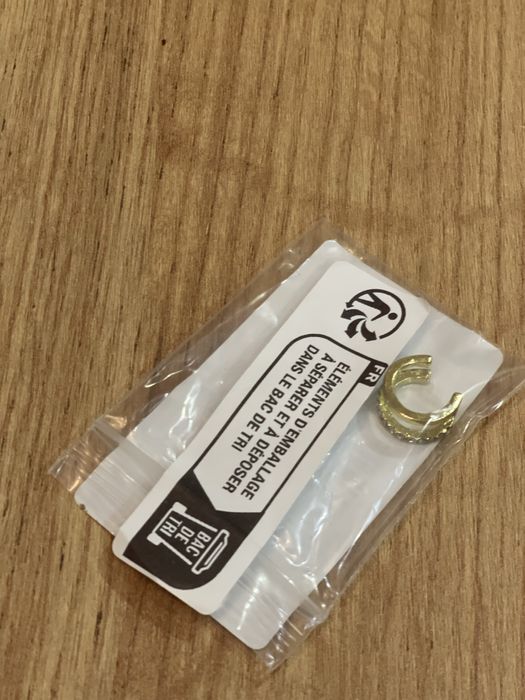 FR
ÉLÉMENTS D'EMBALLAGE
À SÉPARER ET À DÉPOSER
DANS LE BAC DE TRI
BAC
DE
TRI